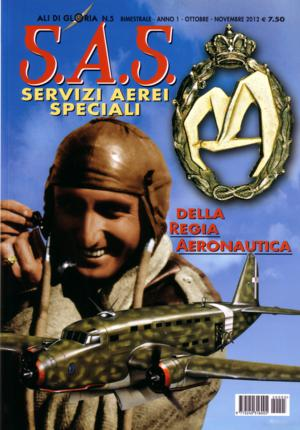 ALI DI GLORIA N.5 BIMESTRALE - ANNO 1 - OTTOBRE - NOVEMBRE 2012 € 7.50
S.A.S.
SERVIZI AEREI
SPECIALI
DELLA
REGIA
AERONAUTICA